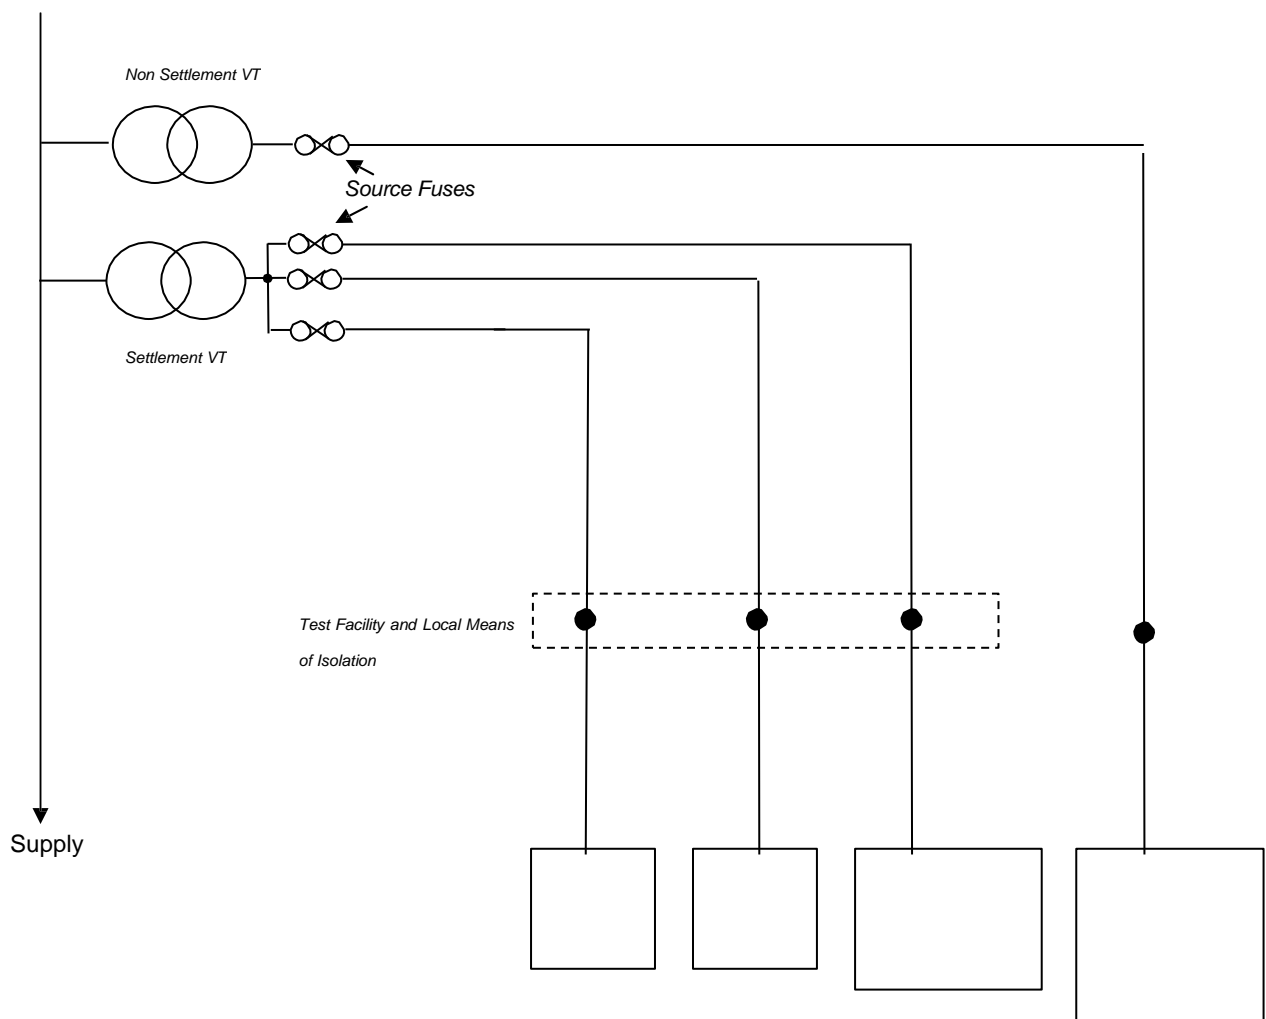 Non Settlement VT
Source Fuses
Settlement VT
Test Facility and Local Means
of Isolation
Supply